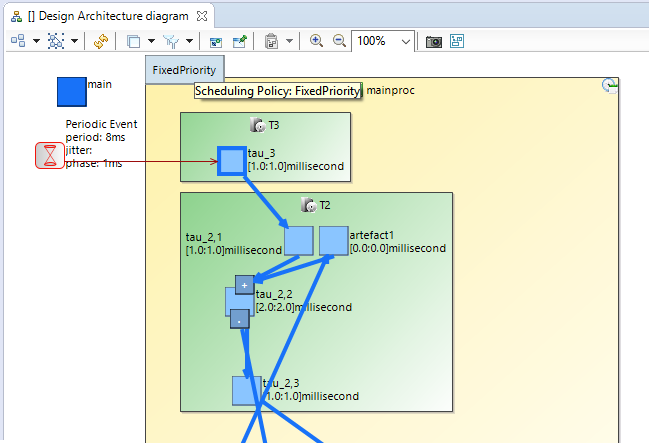 [] Design Architecture diagram
100%
FixedPriority
main
Scheduling Policy: FixedPriority
mainproc
Periodic Event
period: 8ms
jitter:
phase: 1ms
T3
tau_3
[1.0:1.0]millisecond
T2
tau_2,1
[1.0:1.0]millisecond
artefact1
[0.0:0.0]millisecond
+
tau_2,2
[2.0:2.0]millisecond
-
tau_2,3
[1.0:1.0]millisecond